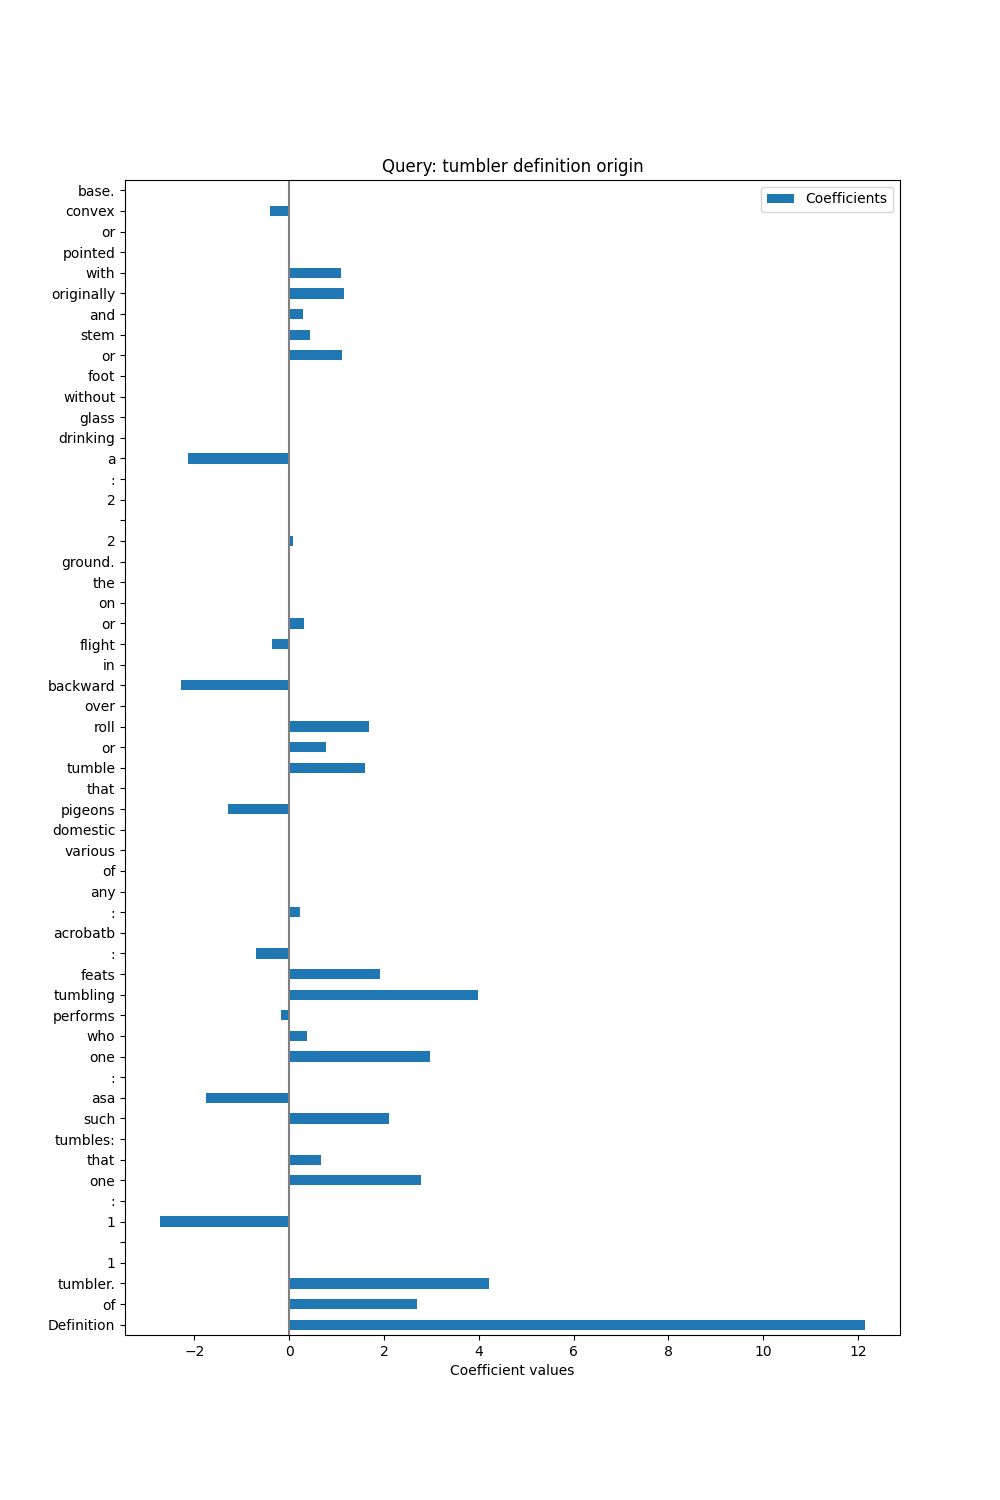 Query: tumbler definition origin
Coefficients
base.
convex
or
pointed
with
originally
and
stem
or
foot
without
glass
drinking
a
:
2
2
ground.
the
on
or
flight
in
backward
over
roll
or
tumble
that
pigeons
domestic
various
of
any
:
acrobatb
:
feats
tumbling
performs
who
one
:
asa
such
tumbles:
that
one
:
1
1
tumbler.
of
Definition
−2 0 2 4 6 8 10 12
Coefficient values